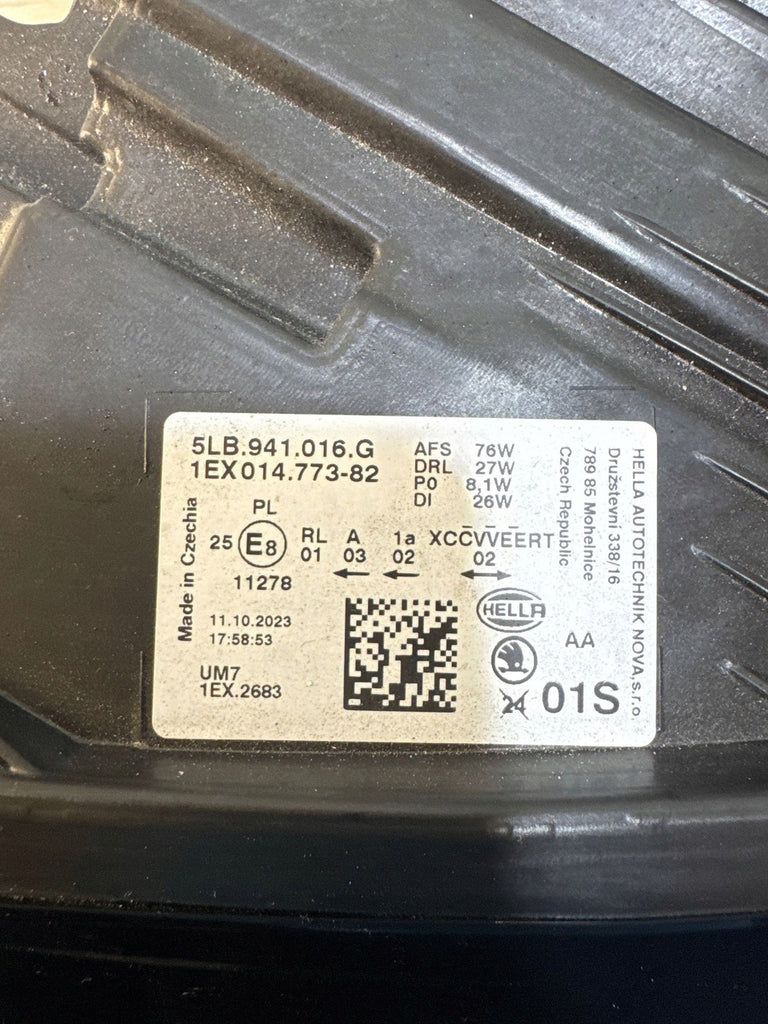 5LB.941.016.G
1EX014.773-82
AFS 76W
DRL 27W
P0 8,1W
DI 26W
HELLA AUTOTECHNIK NOVA,s.r.o
Družstevní 338/16
789 85 Mohelnice
Czech Republic
Made in Czechia
PL
25 E8 RL A 1a XCC̄V̄V̄EĒRT
01 03 02 02
11278
11.10.2023
17:58:53
UM7
1EX.2683
HELLA
AA
24 01S